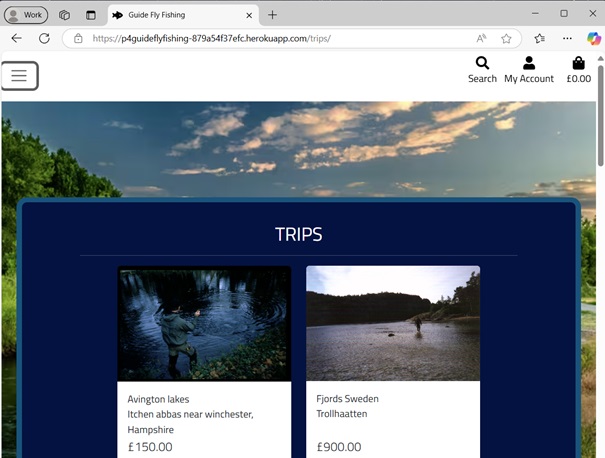 Work
Guide Fly Fishing
https://p4guideflyfishing-879a54f37efc.herokuapp.com/trips/
Search
My Account
£0.00
TRIPS
Avington lakes
Itchen abbas near winchester,
Hampshire
£150.00
Fjords Sweden
Trollhaatten
£900.00